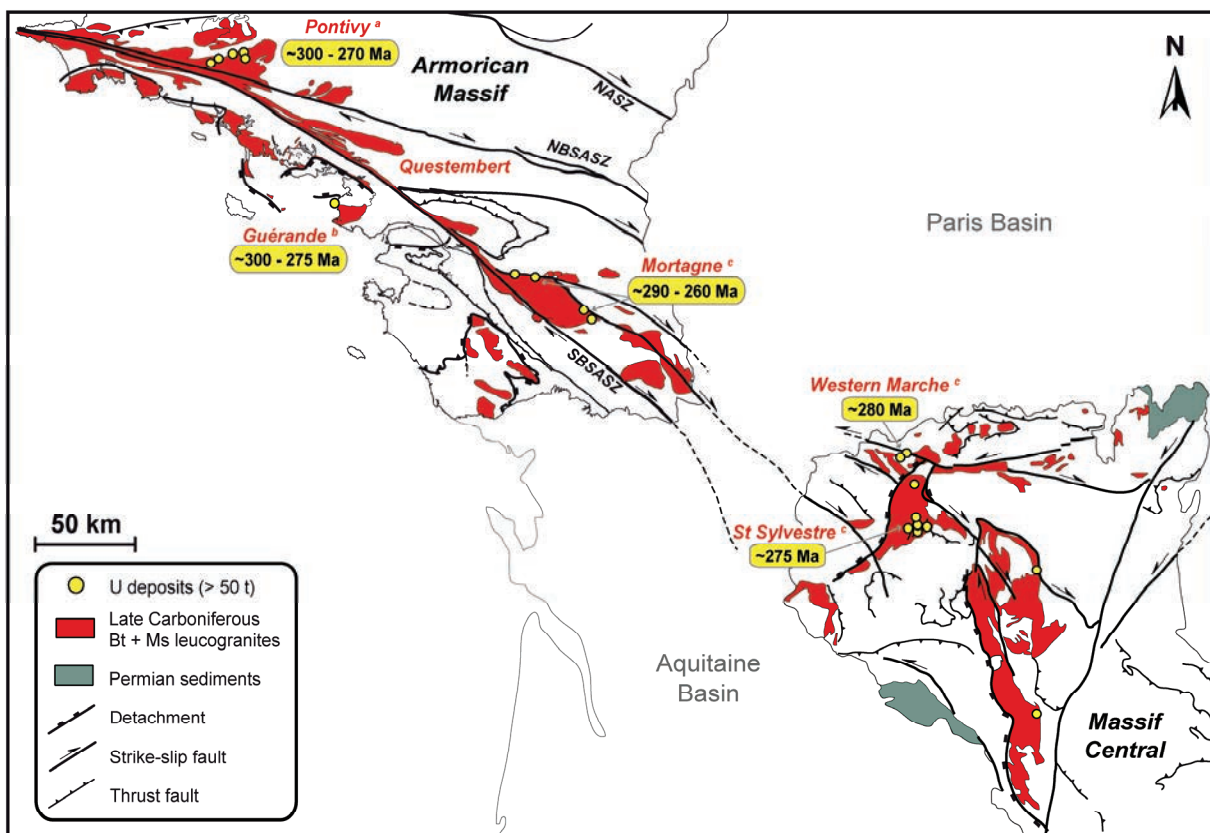 Pontivy a
~300 - 270 Ma
Armorican
Massif
N
NASZ
NBSASZ
Questembert
Paris Basin
Guérande b
~300 - 275 Ma
Mortagne c
~290 - 260 Ma
SBSASZ
Western Marche c
~280 Ma
50 km
St Sylvestre c
~275 Ma
U deposits (> 50 t)
Late Carboniferous
Bt + Ms leucogranites
Permian sediments
Detachment
Strike-slip fault
Thrust fault
Aquitaine
Basin
Massif
Central